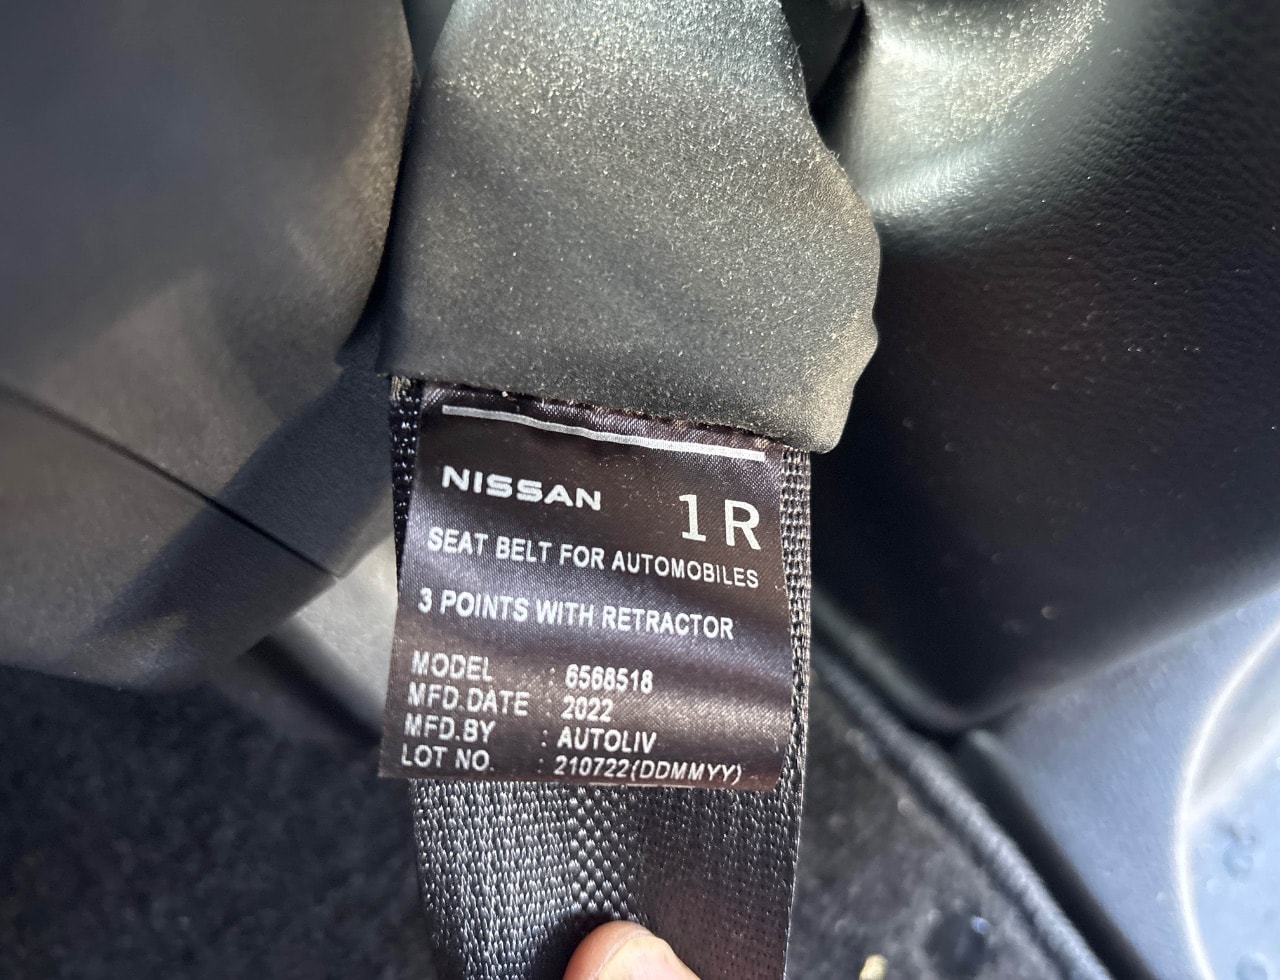 NISSAN 1R
SEAT BELT FOR AUTOMOBILES
3 POINTS WITH RETRACTOR
MODEL : 6568518
MFD.DATE : 2022
MFD.BY : AUTOLIV
LOT NO. : 210722(DDMMYY)